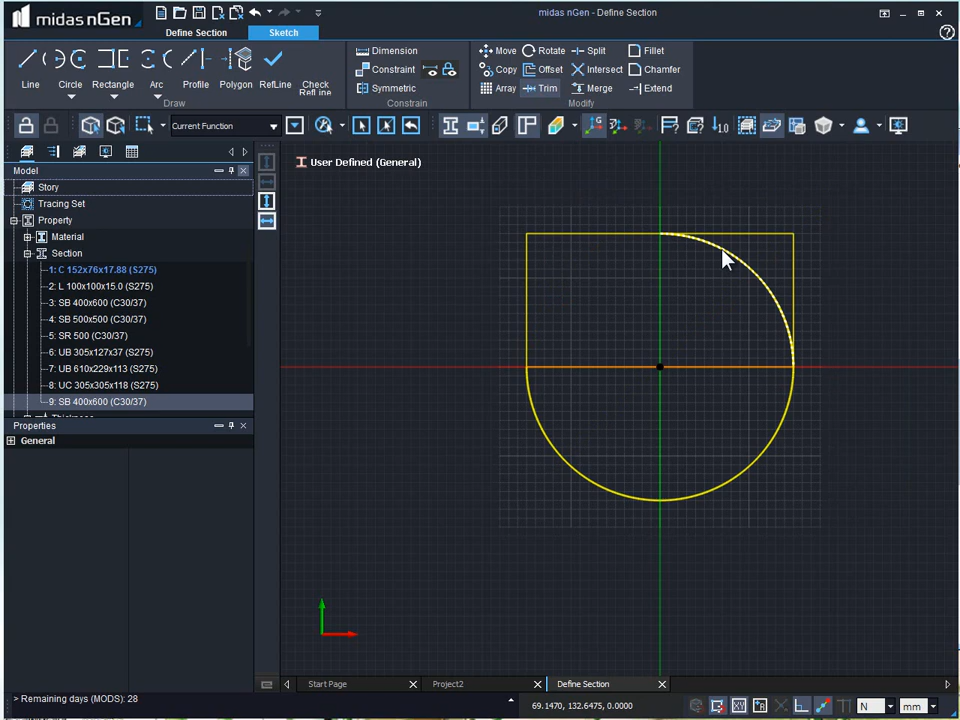 midas nGen
midas nGen - Define Section
Define Section
Sketch
Line
Circle
Rectangle
Arc
Profile
Polygon
RefLine
Check
RefLine
Draw
Dimension
Constraint
Symmetric
Constrain
Move
Rotate
Split
Copy
Offset
Intersect
Array
Trim
Merge
Fillet
Chamfer
Extend
Modify
Current Function
1.0
G
Model
Story
Tracing Set
Property
Material
Section
1: C 152x76x17.88 (S275)
2: L 100x100x15.0 (S275)
3: SB 400x600 (C30/37)
4: SB 500x500 (C30/37)
5: SR 500 (C30/37)
6: UB 305x127x37 (S275)
7: UB 610x229x113 (S275)
8: UC 305x305x118 (S275)
9: SB 400x600 (C30/37)
Thickness
Properties
General
User Defined (General)
Start Page
Project2
Define Section
> Remaining days (MODS): 28
69.1470, 132.6475, 0.0000
XY
R
N
mm